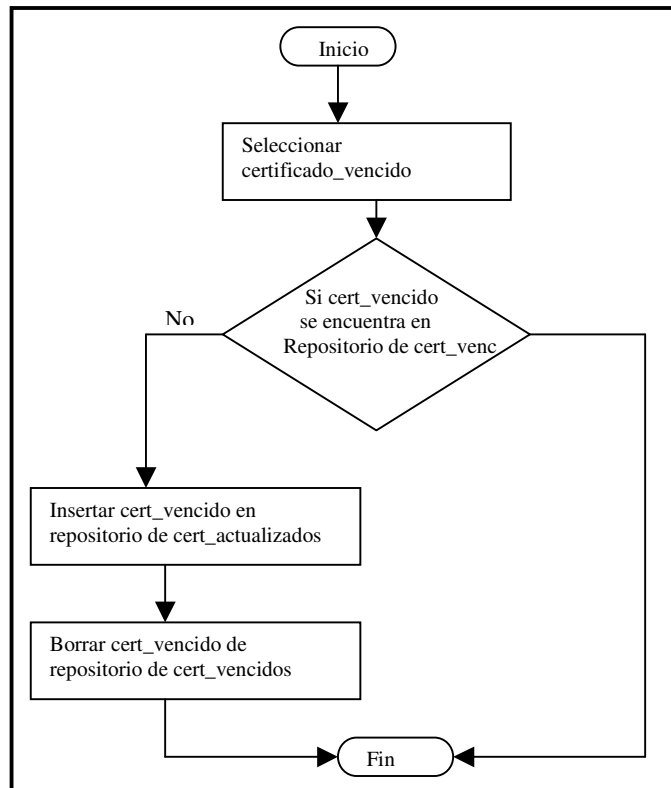 Inicio
Seleccionar
certificado_vencido
Si cert_vencido
se encuentra en
Repositorio de cert_venc
No
Insertar cert_vencido en
repositorio de cert_actualizados
Borrar cert_vencido de
repositorio de cert_vencidos
Fin